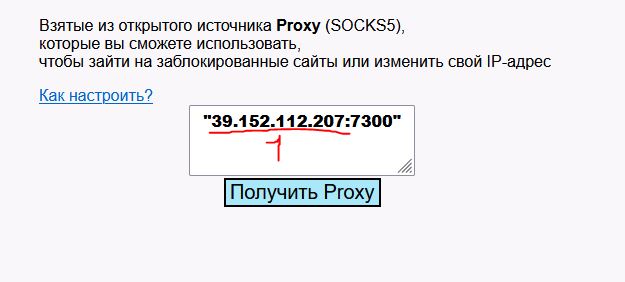 Взятые из открытого источника Proxy (SOCKS5),
которые вы сможете использовать,
чтобы зайти на заблокированные сайты или изменить свой IP-адрес
Как настроить?
"39.152.112.207:7300"
1
Получить Proxy